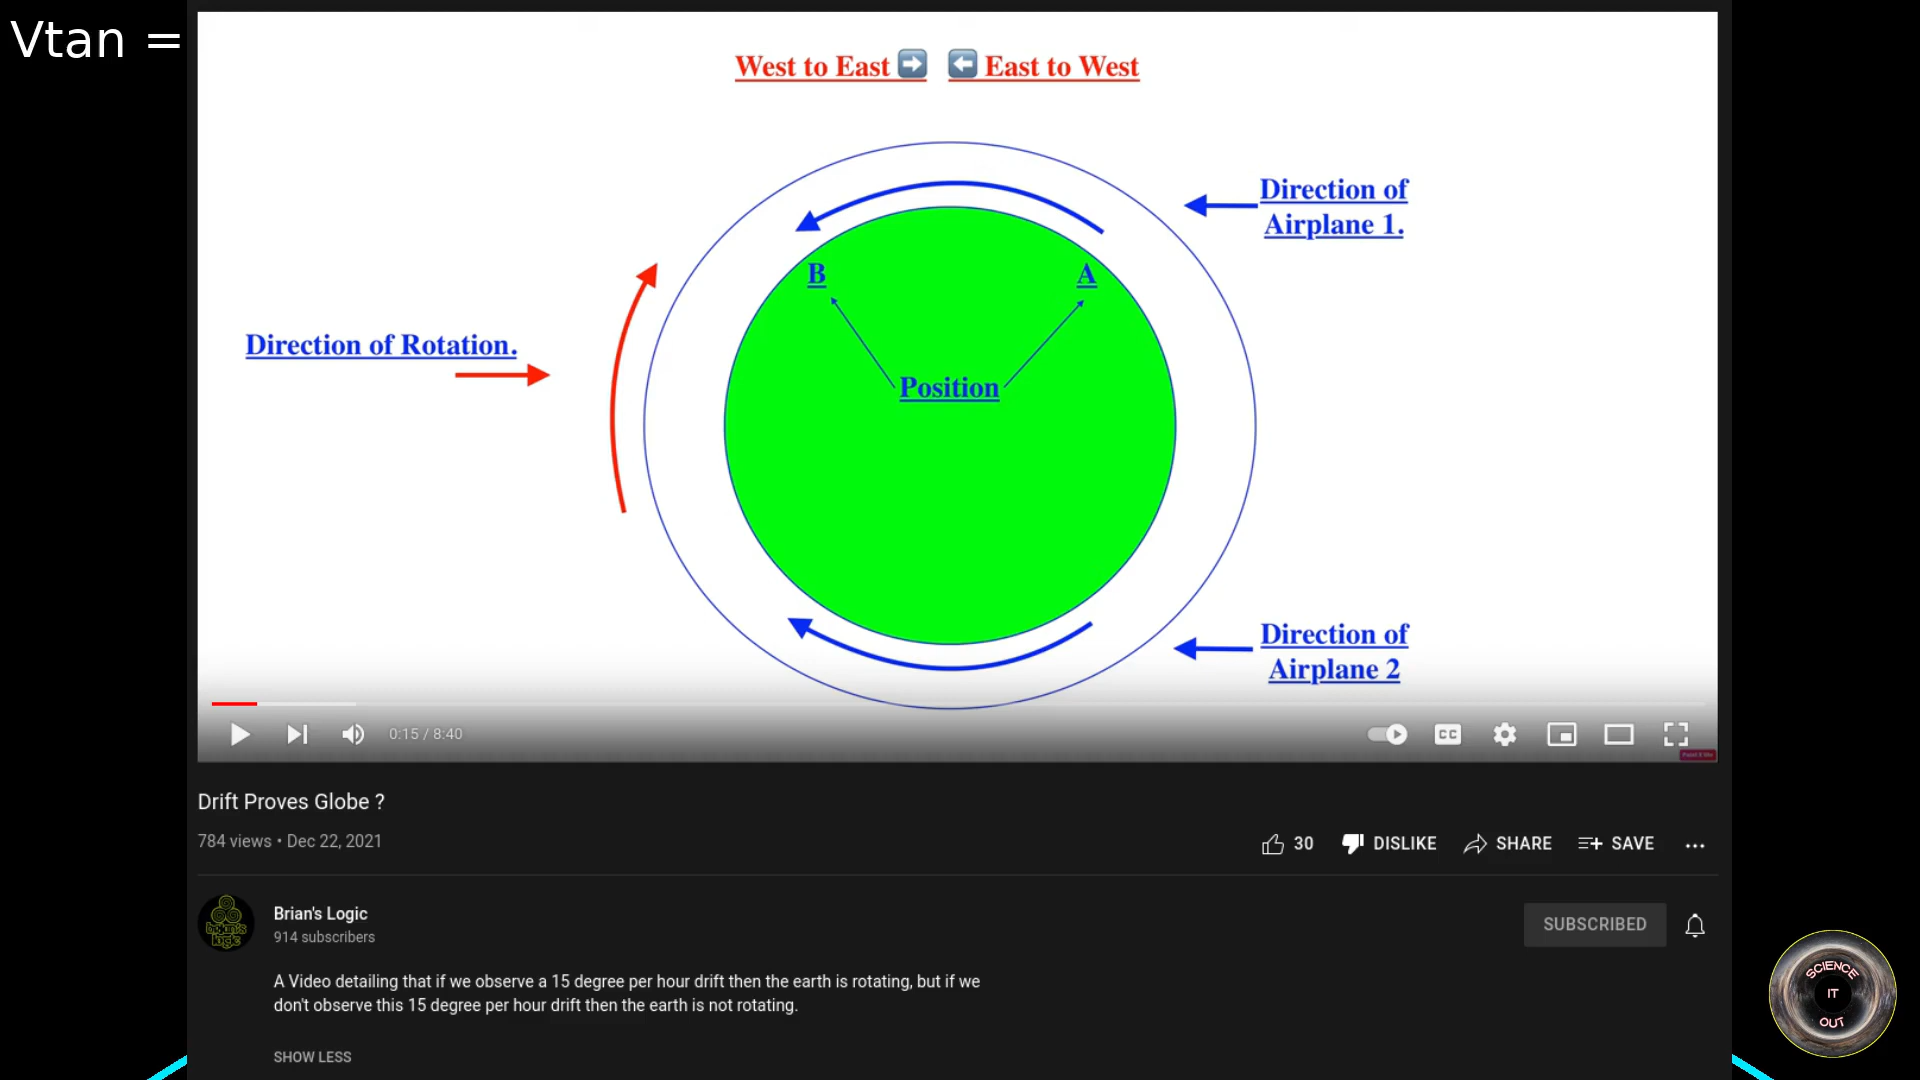 Vtan =
West to East ➡ ⬅ East to West
Direction of
Airplane 1.
B
A
Direction of Rotation.
Position
Direction of
Airplane 2
0:15 / 8:40
CC
Drift Proves Globe ?
784 views • Dec 22, 2021
30
DISLIKE
SHARE
SAVE
Brian's Logic
914 subscribers
SUBSCRIBED
brian's
logic
A Video detailing that if we observe a 15 degree per hour drift then the earth is rotating, but if we
don't observe this 15 degree per hour drift then the earth is not rotating.
SHOW LESS
SCIENCE
IT
OUT